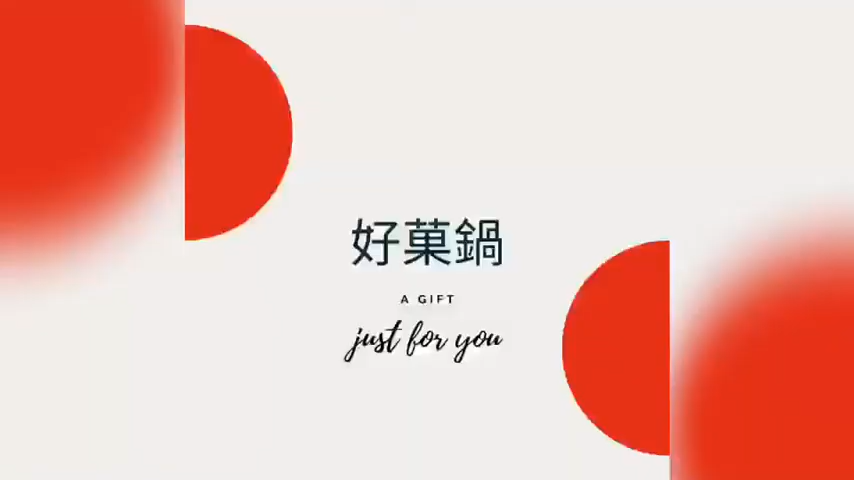 好菓鍋
A GIFT
just for you